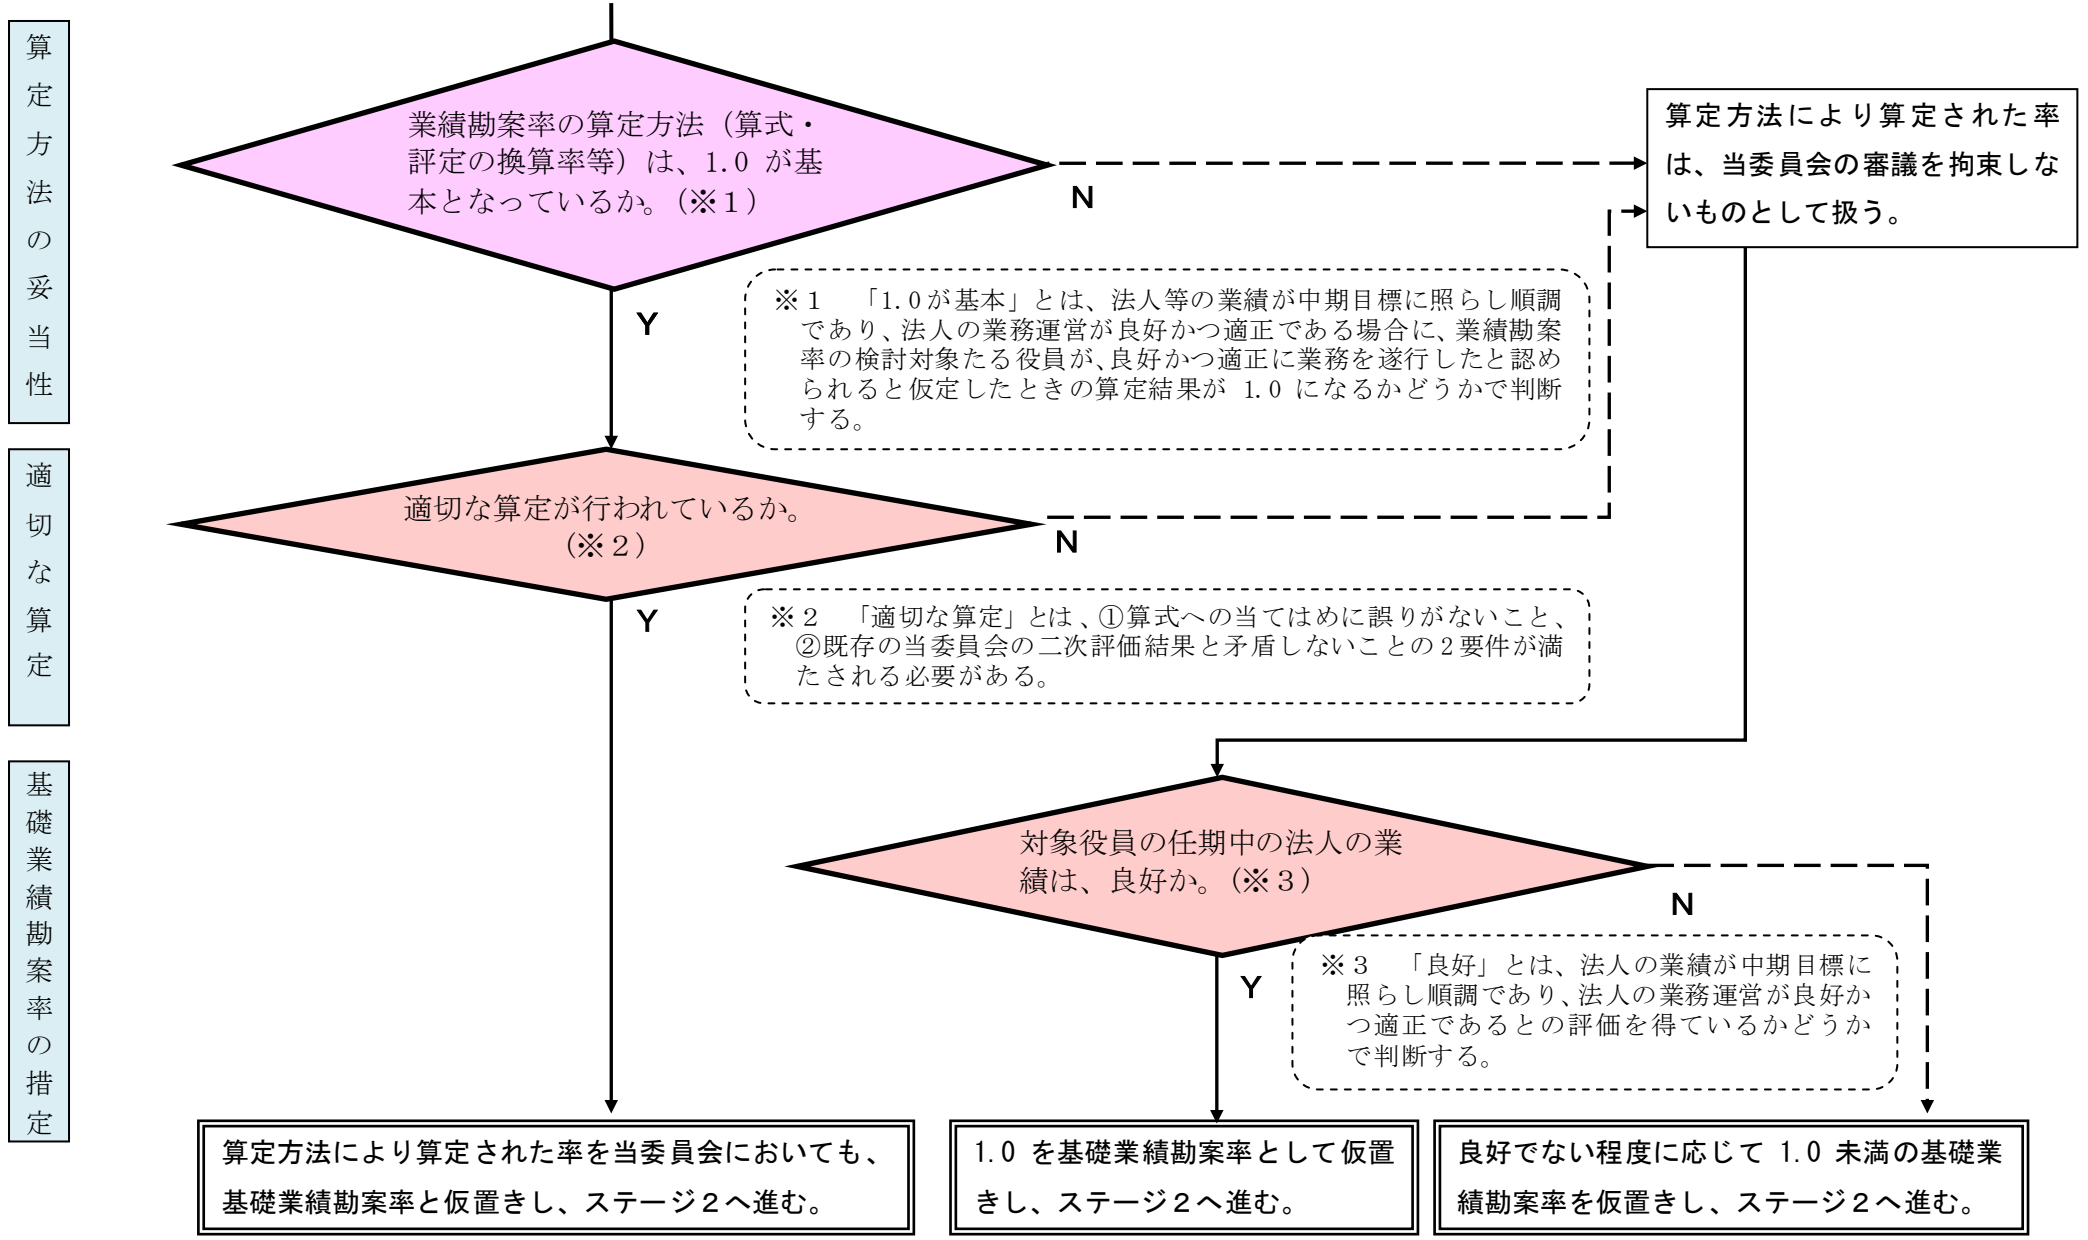 算定方法の妥当性
業績勘案率の算定方法（算式・
評定の換算率等）は、1.0 が基
本となっているか。（※１）
N
算定方法により算定された率
は、当委員会の審議を拘束しな
いものとして扱う。
Y
※１　「1.0が基本」とは、法人等の業績が中期目標に照らし順調
であり、法人の業務運営が良好かつ適正である場合に、業績勘案
率の検討対象たる役員が、良好かつ適正に業務を遂行したと認め
られると仮定したときの算定結果が 1.0 になるかどうかで判断
する。
適切な算定
適切な算定が行われているか。
（※２）
N
Y
※２　「適切な算定」とは、①算式への当てはめに誤りがないこと、
②既存の当委員会の二次評価結果と矛盾しないことの2要件が満
たされる必要がある。
基礎業績勘案率の措定
対象役員の任期中の法人の業
績は、良好か。（※３）
N
Y
※３　「良好」とは、法人の業績が中期目標に
照らし順調であり、法人の業務運営が良好か
つ適正であるとの評価を得ているかどうか
で判断する。
算定方法により算定された率を当委員会においても、
基礎業績勘案率と仮置きし、ステージ２へ進む。
1.0 を基礎業績勘案率として仮置
きし、ステージ２へ進む。
良好でない程度に応じて 1.0 未満の基礎業
績勘案率を仮置きし、ステージ２へ進む。